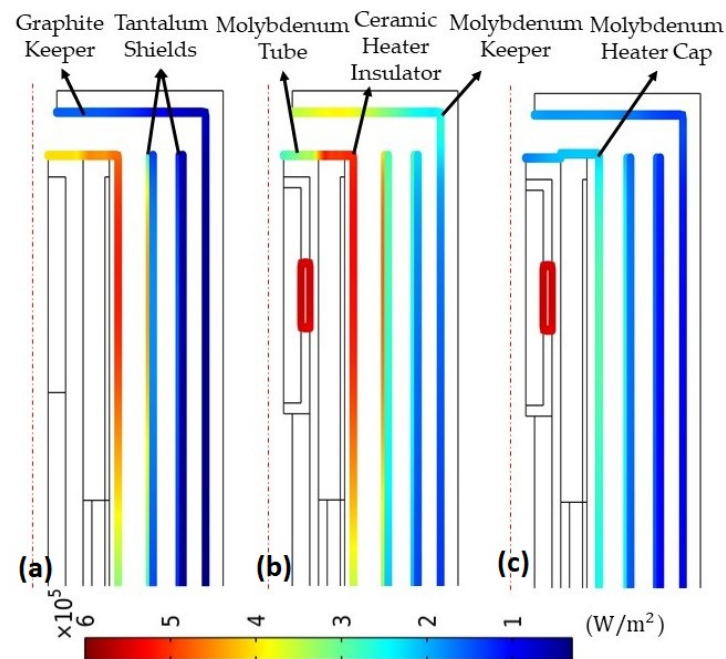 Graphite
Keeper
Tantalum
Shields
Molybdenum
Tube
Ceramic
Heater
Insulator
Molybdenum
Keeper
Molybdenum
Heater Cap
(a)
(b)
(c)
×10⁵
6
5
4
3
2
1
(W/m²)